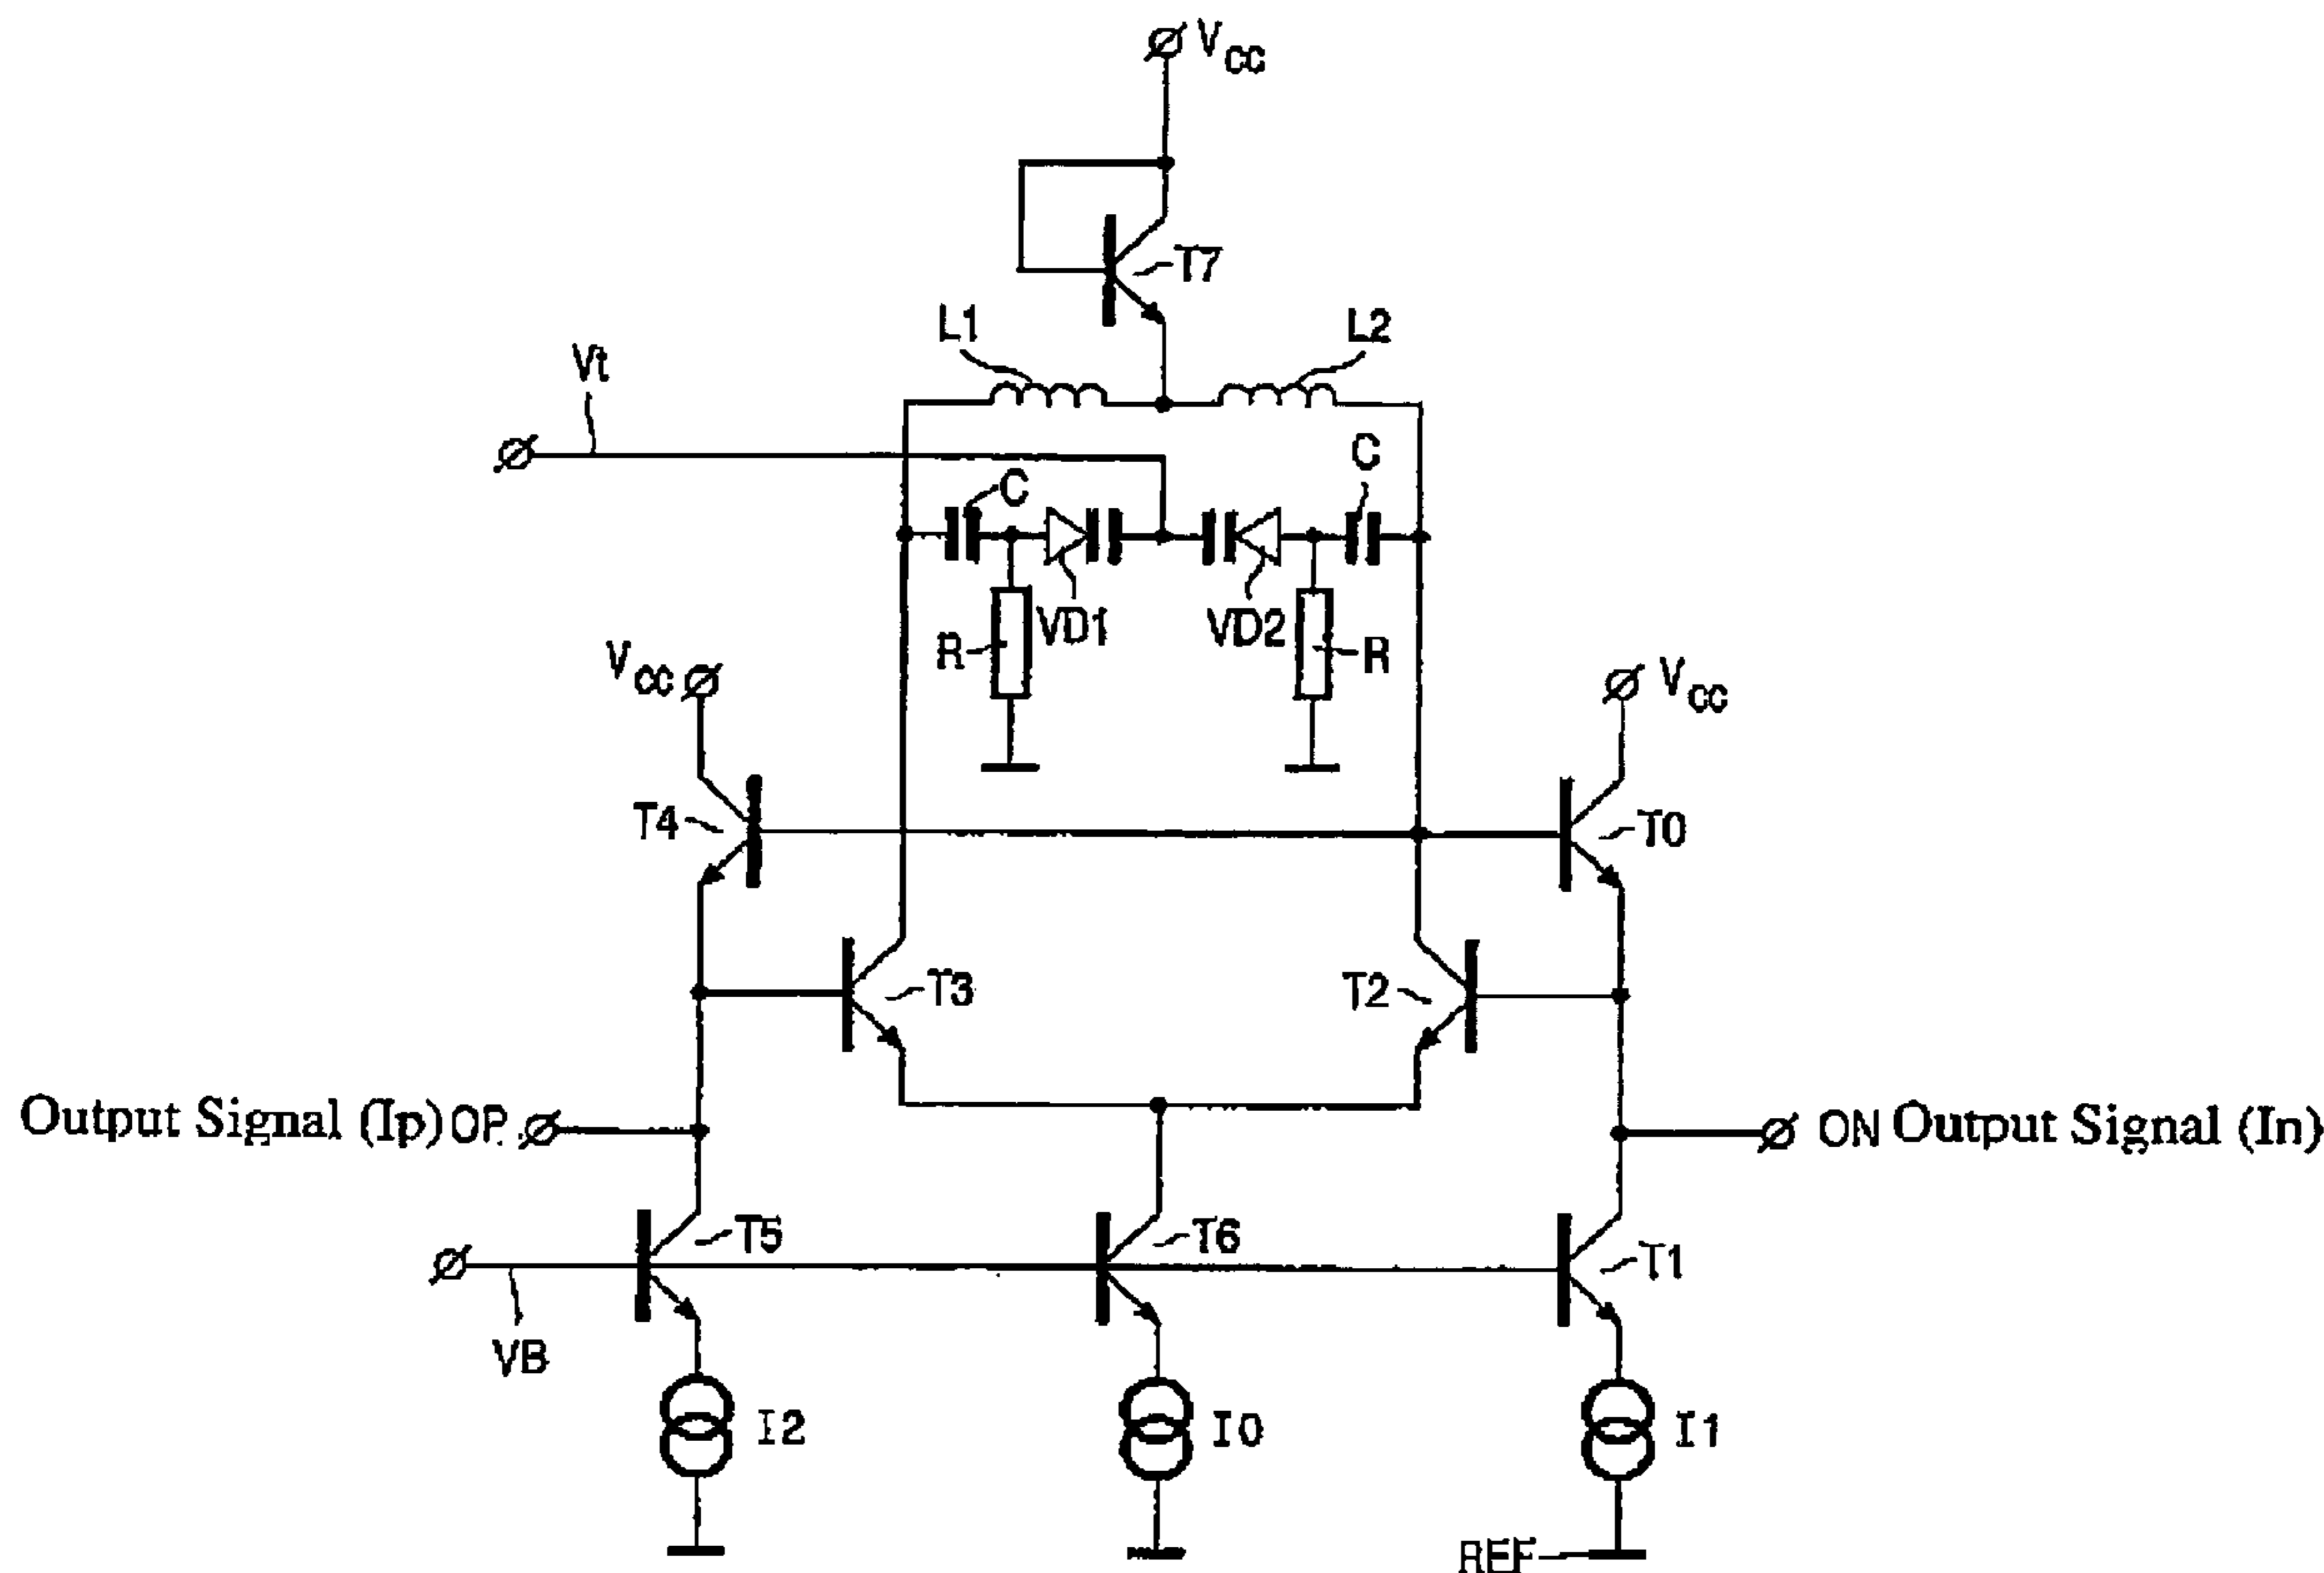 Vcc
T7
L1
L2
Vt
C
C
VD1
VD2
R
R
Vcc
Vcc
T4
T0
T3
T2
Output Signal (Ip) OP
ON Output Signal (In)
T5
T6
T1
VB
I2
I0
I1
REF